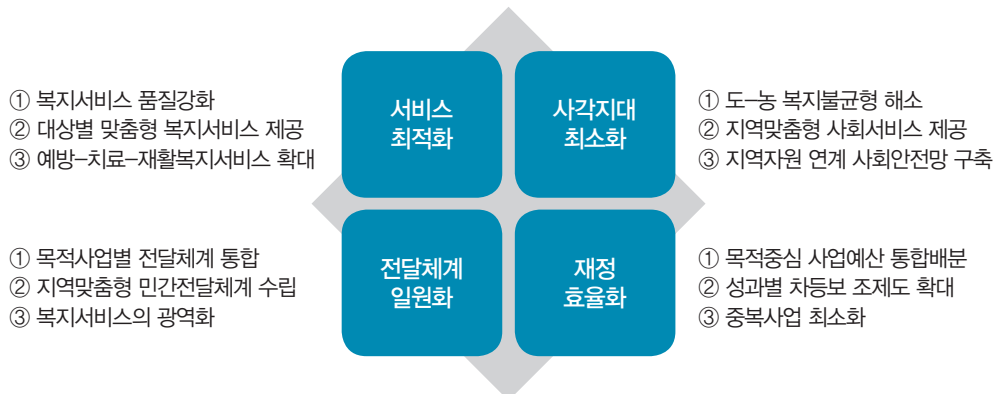 ① 복지서비스 품질강화
② 대상별 맞춤형 복지서비스 제공
③ 예방–치료–재활복지서비스 확대
서비스
최적화
사각지대
최소화
① 도–농 복지불균형 해소
② 지역맞춤형 사회서비스 제공
③ 지역자원 연계 사회안전망 구축
① 목적사업별 전달체계 통합
② 지역맞춤형 민간전달체계 수립
③ 복지서비스의 광역화
전달체계
일원화
재정
효율화
① 목적중심 사업예산 통합배분
② 성과별 차등보 조제도 확대
③ 중복사업 최소화